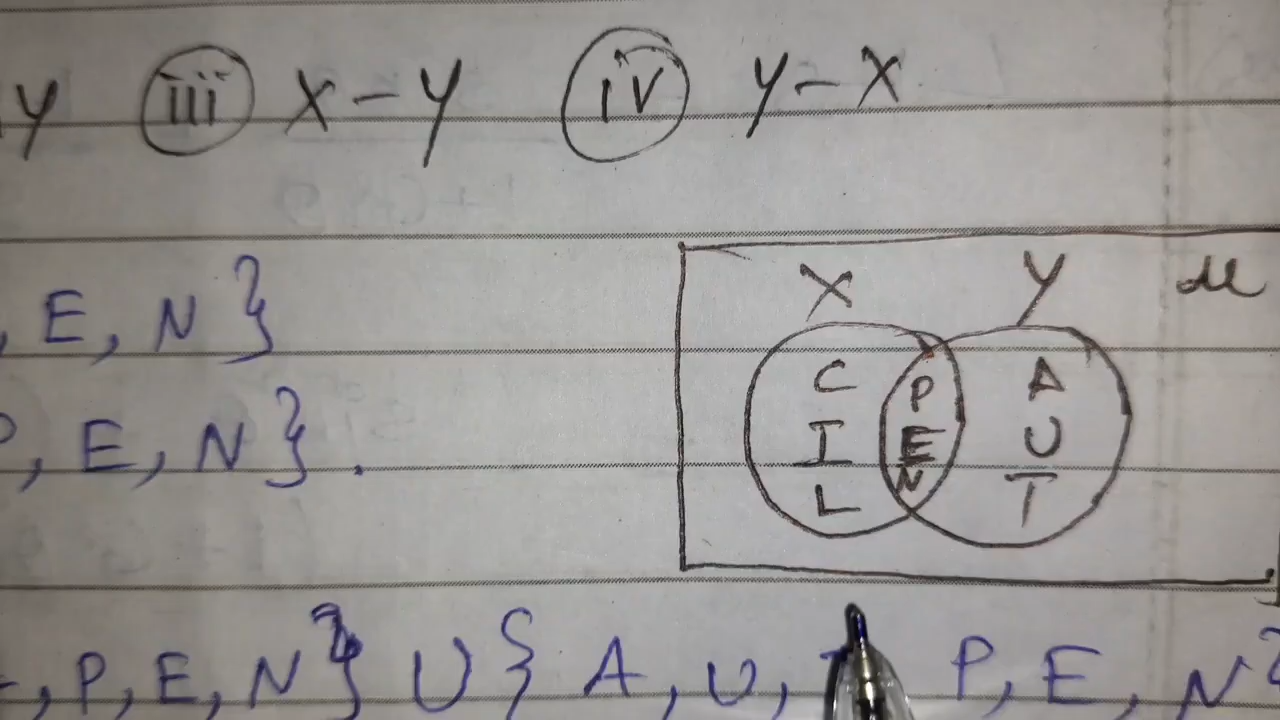 Y (iii) X - Y (iv) Y - X
X Y U
, E, N }
P, E, N } .
C P A
I E U
L N T
, P, E, N } U { A, U, P, E, N }